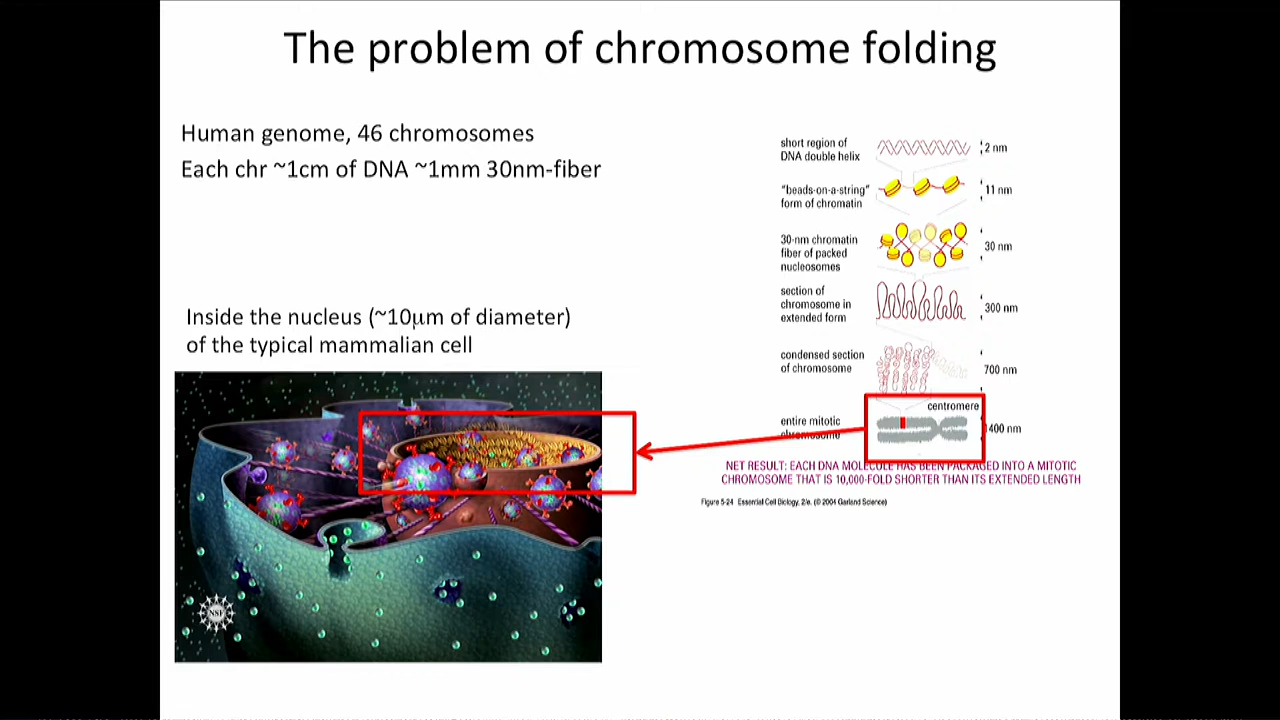 The problem of chromosome folding
Human genome, 46 chromosomes
Each chr ~1cm of DNA ~1mm 30nm-fiber
Inside the nucleus (~10μm of diameter)
of the typical mammalian cell
NSF
short region of
DNA double helix
2 nm
"beads-on-a-string"
form of chromatin
11 nm
30-nm chromatin
fiber of packed
nucleosomes
30 nm
section of
chromosome in
extended form
300 nm
condensed section
of chromosome
700 nm
centromere
entire mitotic
chromosome
400 nm
NET RESULT: EACH DNA MOLECULE HAS BEEN PACKAGED INTO A MITOTIC
CHROMOSOME THAT IS 10,000-FOLD SHORTER THAN ITS EXTENDED LENGTH
Figure 5-24 Essential Cell Biology, 2/e. (© 2004 Garland Science)